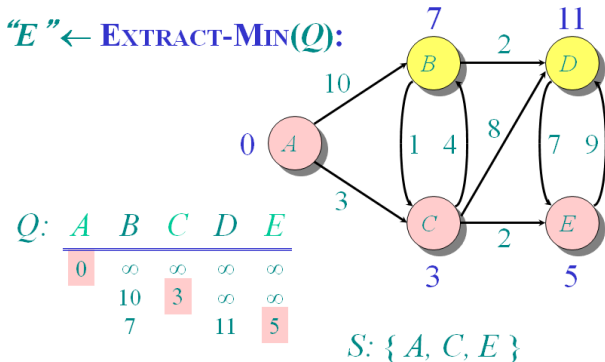 "E" ← EXTRACT-MIN(Q):
7
11
B
2
D
10
0
A
1
4
8
7
9
3
C
2
E
3
5
Q: A B C D E
0 ∞ ∞ ∞ ∞
10 3 ∞ ∞
7 11 5
S: { A, C, E }